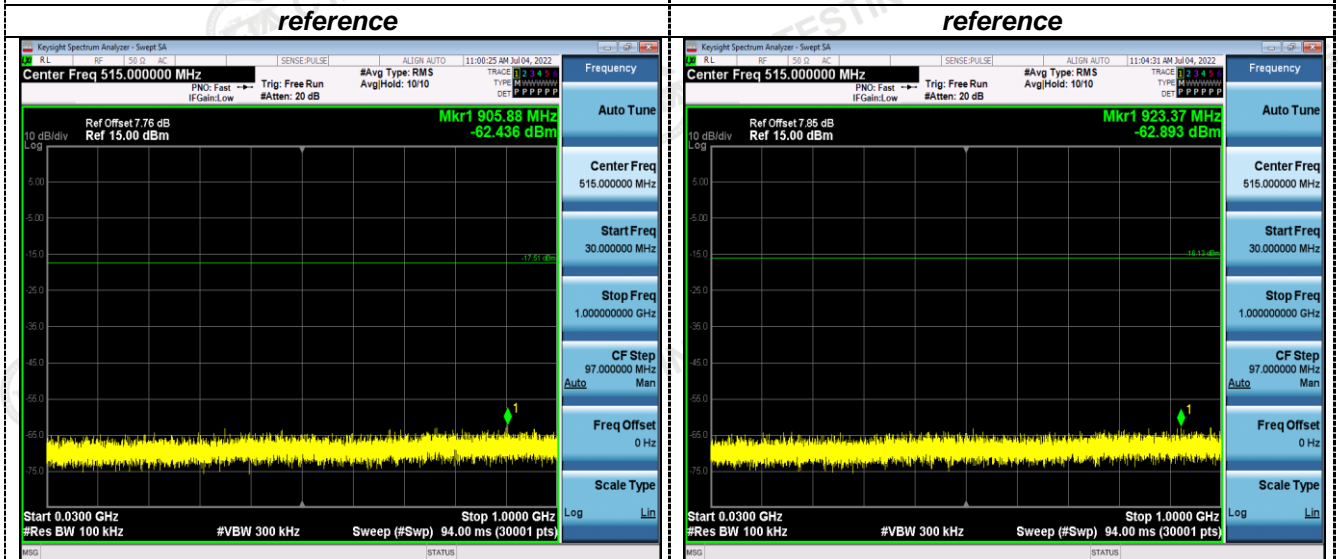 reference
Keysight Spectrum Analyzer - Swept SA
RL RF 50 Ω AC SENSE:PULSE ALIGN AUTO 11:00:25 AM Jul 04, 2022
Center Freq 515.000000 MHz
PNO: Fast
IFGain:Low
Trig: Free Run
#Atten: 20 dB
#Avg Type: RMS
Avg|Hold: 10/10
TRACE 1 2 3 4 5 6
TYPE M WWWWW
DET P P P P P P
Ref Offset 7.76 dB
10 dB/div Ref 15.00 dBm
Log
Mkr1 905.88 MHz
-62.436 dBm
5.00
-5.00
-15.0
-25.0
-35.0
-45.0
-55.0
-65.0
-75.0
-17.51 dBm
1
Start 0.0300 GHz Stop 1.0000 GHz
#Res BW 100 kHz #VBW 300 kHz Sweep (#Swp) 94.00 ms (30001 pts)
MSG STATUS
Frequency
Auto Tune
Center Freq
515.000000 MHz
Start Freq
30.000000 MHz
Stop Freq
1.000000000 GHz
CF Step
97.000000 MHz
Auto Man
Freq Offset
0 Hz
Scale Type
Log Lin
reference
Keysight Spectrum Analyzer - Swept SA
RL RF 50 Ω AC SENSE:PULSE ALIGN AUTO 11:04:31 AM Jul 04, 2022
Center Freq 515.000000 MHz
PNO: Fast
IFGain:Low
Trig: Free Run
#Atten: 20 dB
#Avg Type: RMS
Avg|Hold: 10/10
TRACE 1 2 3 4 5 6
TYPE M WWWWW
DET P P P P P P
Ref Offset 7.85 dB
10 dB/div Ref 15.00 dBm
Log
Mkr1 923.37 MHz
-62.893 dBm
5.00
-5.00
-15.0
-25.0
-35.0
-45.0
-55.0
-65.0
-75.0
-16.13 dBm
1
Start 0.0300 GHz Stop 1.0000 GHz
#Res BW 100 kHz #VBW 300 kHz Sweep (#Swp) 94.00 ms (30001 pts)
MSG STATUS
Frequency
Auto Tune
Center Freq
515.000000 MHz
Start Freq
30.000000 MHz
Stop Freq
1.000000000 GHz
CF Step
97.000000 MHz
Auto Man
Freq Offset
0 Hz
Scale Type
Log Lin